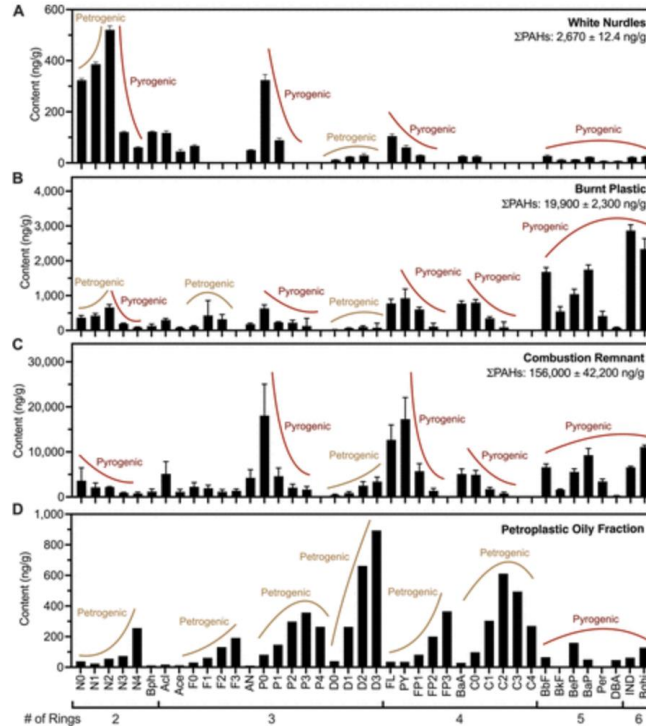 A
White Nurdles
ΣPAHs: 2,670 ± 12.4 ng/g
Content (ng/g)
600
400
200
0
Petrogenic
Pyrogenic
Pyrogenic
Petrogenic
Pyrogenic
Pyrogenic
B
Burnt Plastic
ΣPAHs: 19,900 ± 2,300 ng/g
Content (ng/g)
4,000
3,000
2,000
1,000
0
Petrogenic
Pyrogenic
Petrogenic
Pyrogenic
Petrogenic
Pyrogenic
Pyrogenic
Pyrogenic
C
Combustion Remnant
ΣPAHs: 156,000 ± 42,200 ng/g
Content (ng/g)
30,000
20,000
10,000
0
Pyrogenic
Pyrogenic
Petrogenic
Pyrogenic
Pyrogenic
Pyrogenic
D
Petroplastic Oily Fraction
Content (ng/g)
1,000
800
600
400
200
0
Petrogenic
Petrogenic
Petrogenic
Petrogenic
Petrogenic
Petrogenic
Pyrogenic
N0 N1 N2 N3 N4 Bph Acl Ace F0 F1 F2 F3 AN P0 P1 P2 P3 P4 D0 D1 D2 D3 FL PY FP1 FP2 FP3 BaA C0 C1 C2 C3 C4 BbF BkF BeP BaP Per DBA IND Bghi
# of Rings 2 3 4 5 6